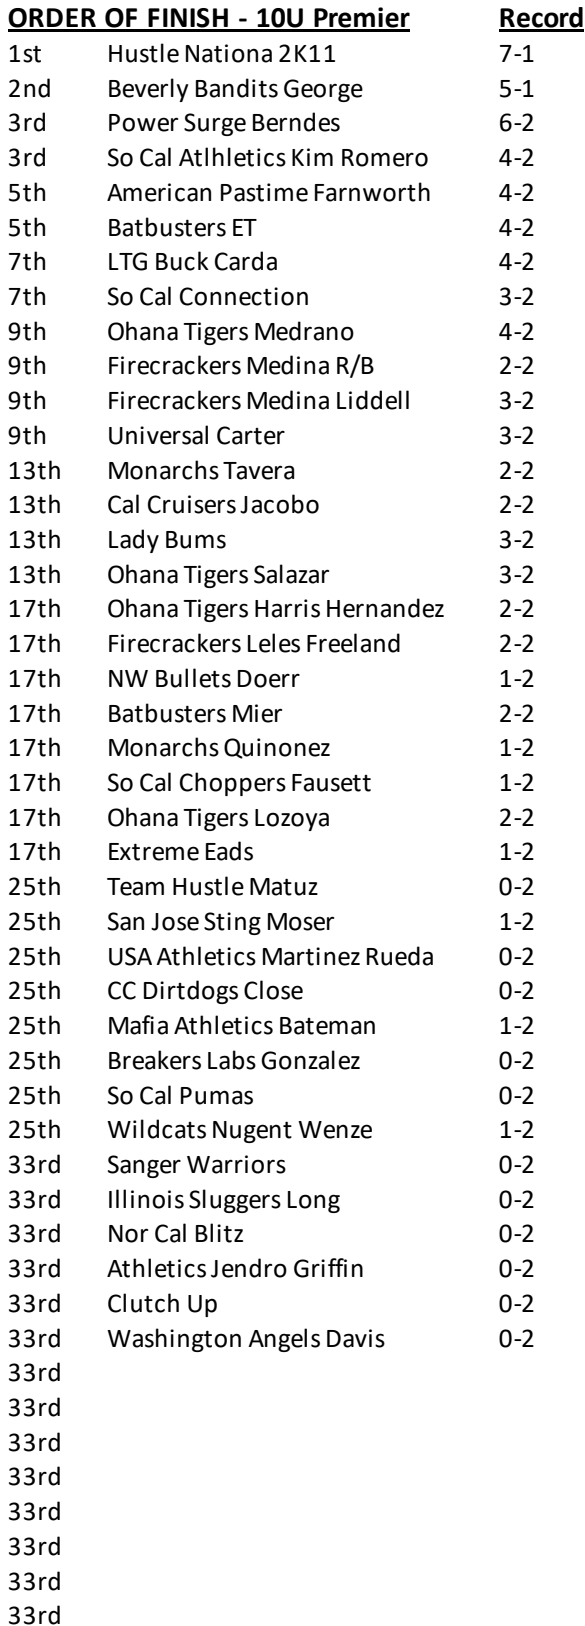 ORDER OF FINISH - 10U Premier Record
1st Hustle Nationa 2K11 7-1
2nd Beverly Bandits George 5-1
3rd Power Surge Berndes 6-2
3rd So Cal Atlhletics Kim Romero 4-2
5th American Pastime Farnworth 4-2
5th Batbusters ET 4-2
7th LTG Buck Carda 4-2
7th So Cal Connection 3-2
9th Ohana Tigers Medrano 4-2
9th Firecrackers Medina R/B 2-2
9th Firecrackers Medina Liddell 3-2
9th Universal Carter 3-2
13th Monarchs Tavera 2-2
13th Cal Cruisers Jacobo 2-2
13th Lady Bums 3-2
13th Ohana Tigers Salazar 3-2
17th Ohana Tigers Harris Hernandez 2-2
17th Firecrackers Leles Freeland 2-2
17th NW Bullets Doerr 1-2
17th Batbusters Mier 2-2
17th Monarchs Quinonez 1-2
17th So Cal Choppers Fausett 1-2
17th Ohana Tigers Lozoya 2-2
17th Extreme Eads 1-2
25th Team Hustle Matuz 0-2
25th San Jose Sting Moser 1-2
25th USA Athletics Martinez Rueda 0-2
25th CC Dirtdogs Close 0-2
25th Mafia Athletics Bateman 1-2
25th Breakers Labs Gonzalez 0-2
25th So Cal Pumas 0-2
25th Wildcats Nugent Wenze 1-2
33rd Sanger Warriors 0-2
33rd Illinois Sluggers Long 0-2
33rd Nor Cal Blitz 0-2
33rd Athletics Jendro Griffin 0-2
33rd Clutch Up 0-2
33rd Washington Angels Davis 0-2
33rd
33rd
33rd
33rd
33rd
33rd
33rd
33rd